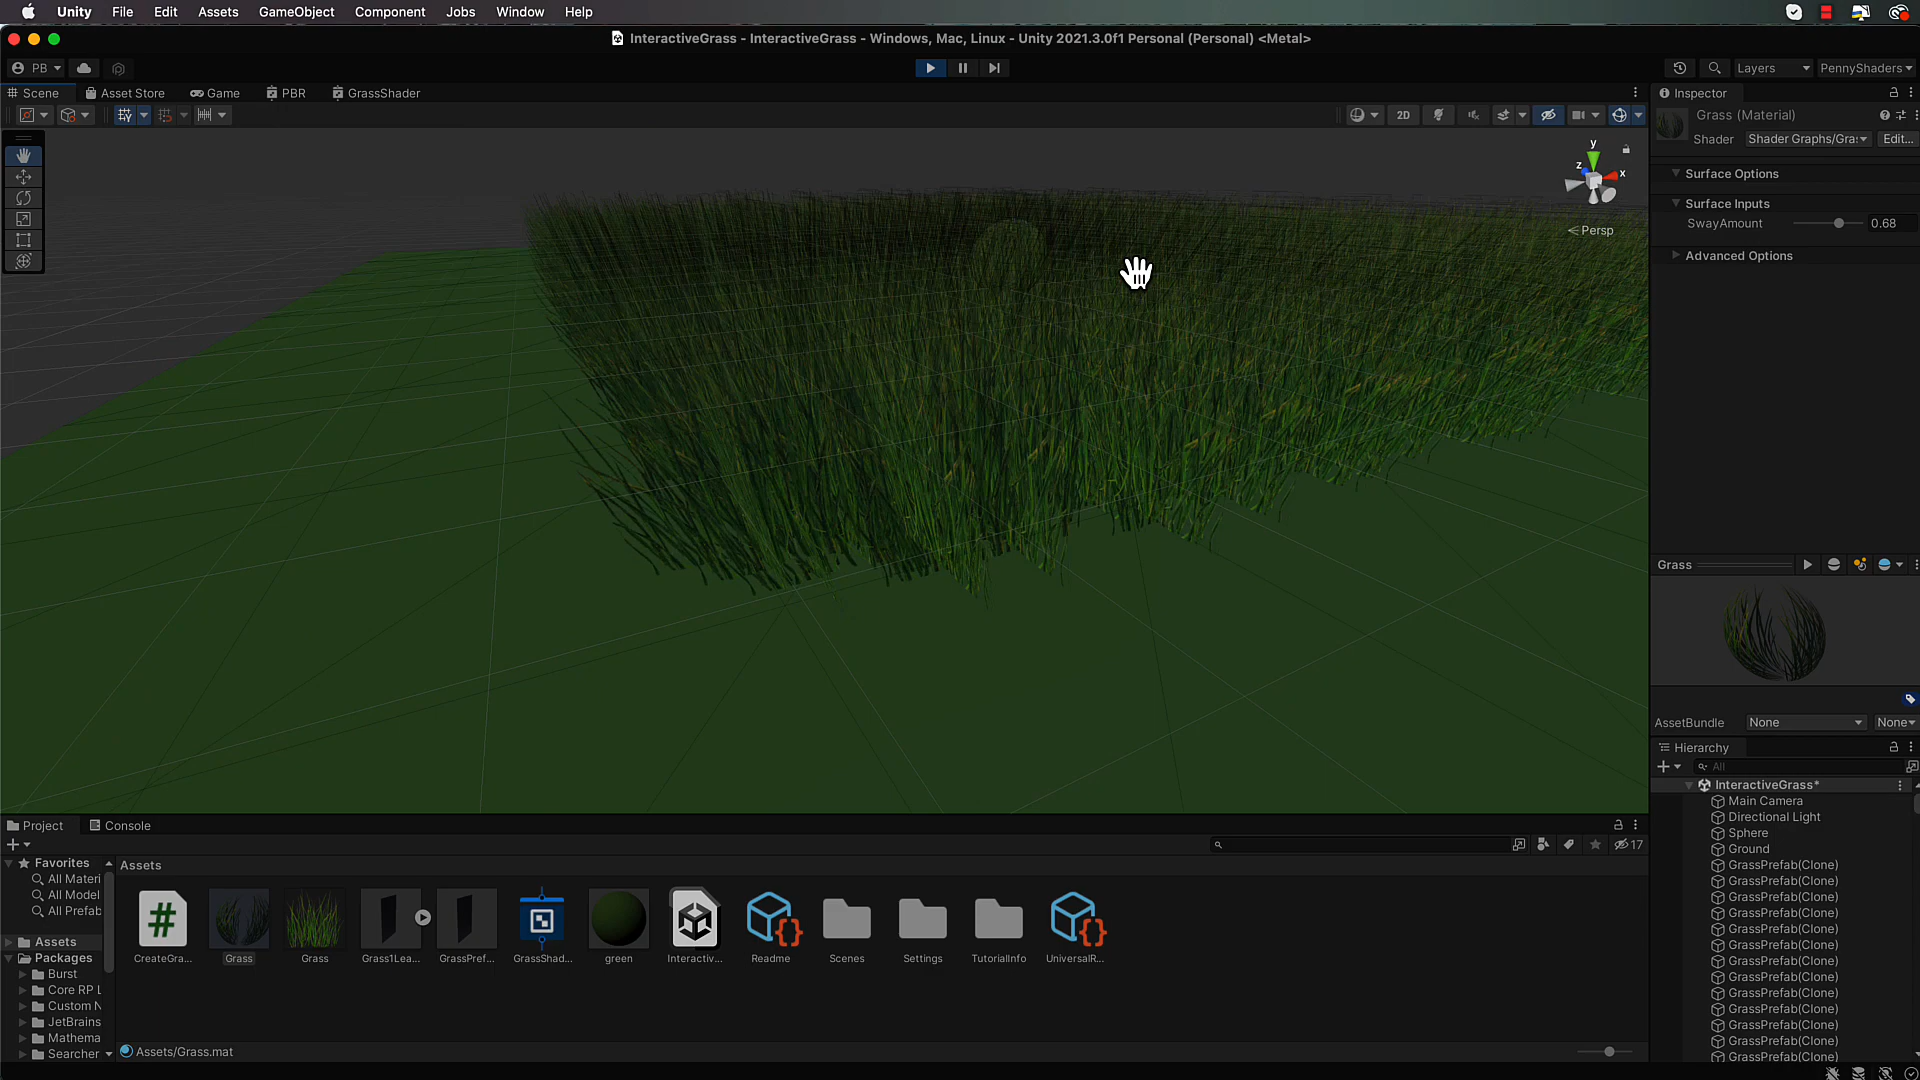 Unity File Edit Assets GameObject Component Jobs Window Help
InteractiveGrass - InteractiveGrass - Windows, Mac, Linux - Unity 2021.3.0f1 Personal (Personal) <Metal>
PB
Layers PennyShaders
Scene Asset Store Game PBR GrassShader
Inspector
2D
Grass (Material)
Shader Shader Graphs/Gra: Edit...
y
z
x
Persp
Surface Options
Surface Inputs
SwayAmount 0.68
Advanced Options
Grass
AssetBundle None None
Hierarchy
All
InteractiveGrass*
Main Camera
Directional Light
Sphere
Ground
GrassPrefab(Clone)
GrassPrefab(Clone)
GrassPrefab(Clone)
GrassPrefab(Clone)
GrassPrefab(Clone)
GrassPrefab(Clone)
GrassPrefab(Clone)
GrassPrefab(Clone)
GrassPrefab(Clone)
GrassPrefab(Clone)
GrassPrefab(Clone)
GrassPrefab(Clone)
GrassPrefab(Clone)
Project Console
17
Favorites
All Materi
All Model
All Prefab
Assets
Packages
Burst
Core RP L
Custom N
JetBrains
Mathema
Searcher
Assets
CreateGra... Grass Grass Grass1Lea... GrassPref... GrassShad... green Interactiv... Readme Scenes Settings TutorialInfo UniversalR...
Assets/Grass.mat